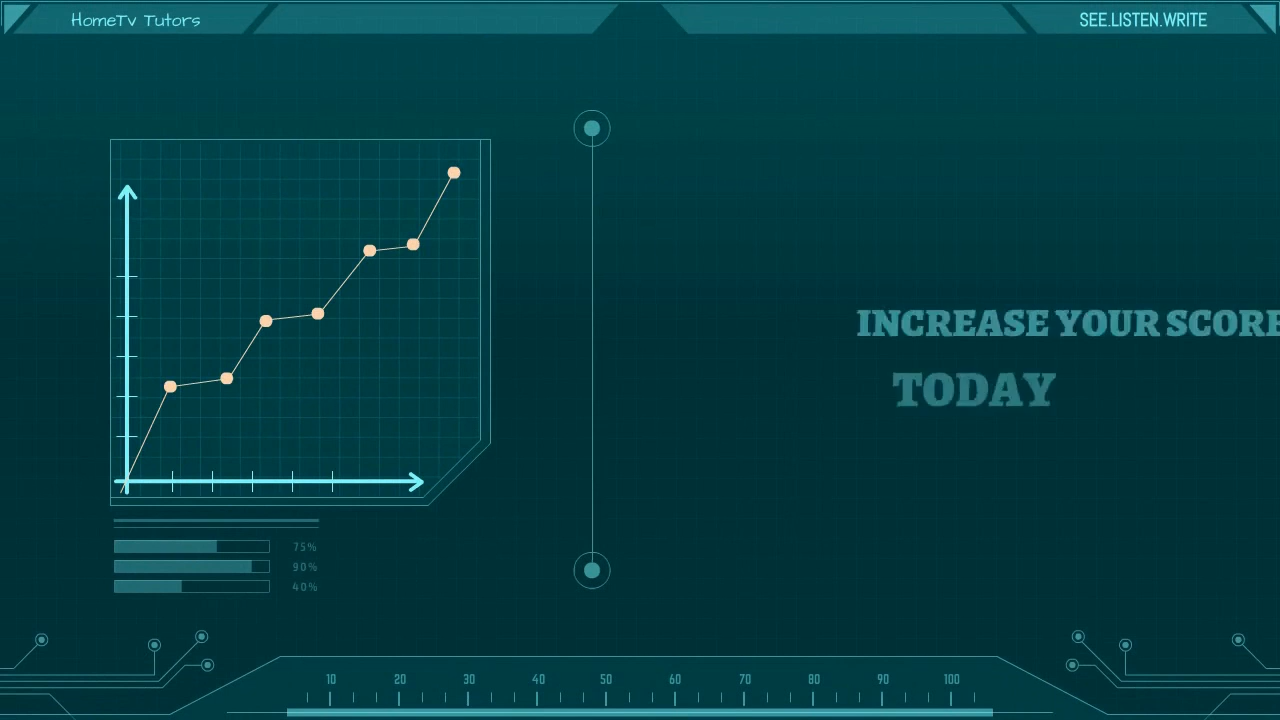 HomeTv Tutors
SEE.LISTEN.WRITE
INCREASE YOUR SCORE
TODAY
75%
90%
40%
10 20 30 40 50 60 70 80 90 100